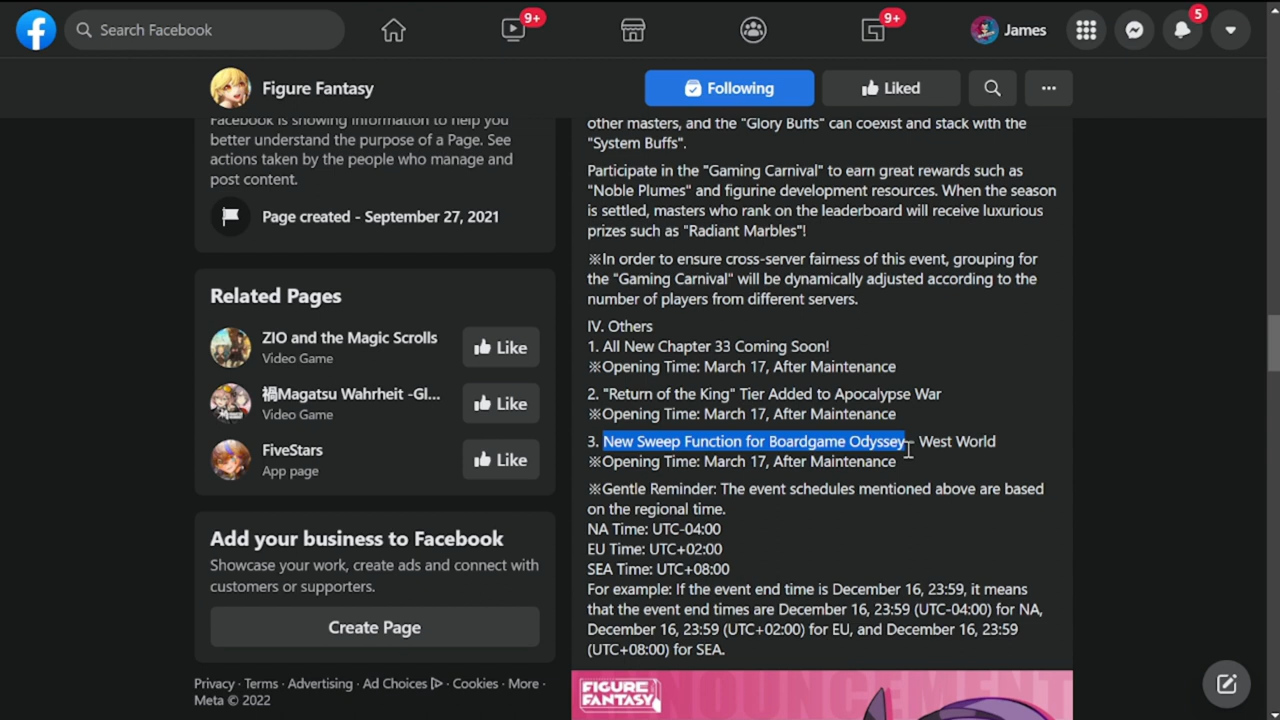 Search Facebook
9+
9+
James
5
Figure Fantasy
Following
Liked
Facebook is showing information to help you
better understand the purpose of a Page. See
actions taken by the people who manage and
post content.
Page created - September 27, 2021
Related Pages
ZIO and the Magic Scrolls
Video Game
Like
禍Magatsu Wahrheit -Gl...
Video Game
Like
FiveStars
App page
Like
Add your business to Facebook
Showcase your work, create ads and connect with
customers or supporters.
Create Page
Privacy · Terms · Advertising · Ad Choices · Cookies · More ·
Meta © 2022
other masters, and the "Glory Buffs" can coexist and stack with the
"System Buffs".
Participate in the "Gaming Carnival" to earn great rewards such as
"Noble Plumes" and figurine development resources. When the season
is settled, masters who rank on the leaderboard will receive luxurious
prizes such as "Radiant Marbles"!
※In order to ensure cross-server fairness of this event, grouping for
the "Gaming Carnival" will be dynamically adjusted according to the
number of players from different servers.
IV. Others
1. All New Chapter 33 Coming Soon!
※Opening Time: March 17, After Maintenance
2. "Return of the King" Tier Added to Apocalypse War
※Opening Time: March 17, After Maintenance
3. New Sweep Function for Boardgame Odyssey - West World
※Opening Time: March 17, After Maintenance
※Gentle Reminder: The event schedules mentioned above are based
on the regional time.
NA Time: UTC-04:00
EU Time: UTC+02:00
SEA Time: UTC+08:00
For example: If the event end time is December 16, 23:59, it means
that the event end times are December 16, 23:59 (UTC-04:00) for NA,
December 16, 23:59 (UTC+02:00) for EU, and December 16, 23:59
(UTC+08:00) for SEA.
FIGURE
FANTASY